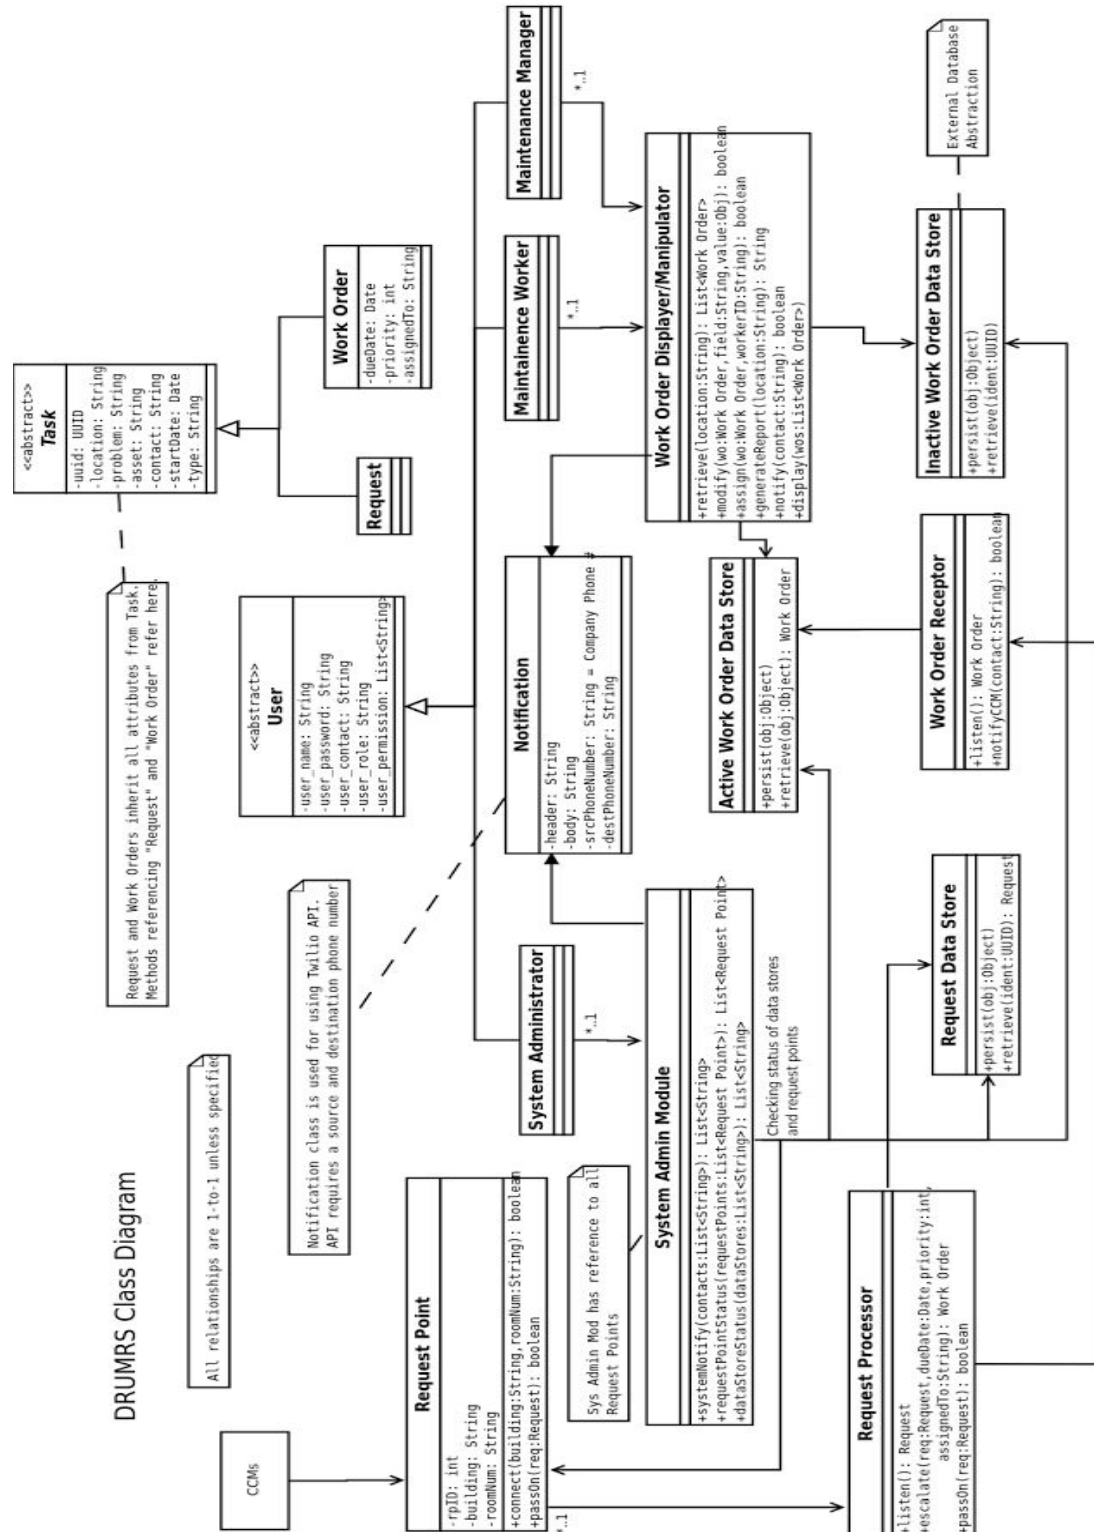 DRUMRS Class Diagram
CCMs
All relationships are 1-to-1 unless specified
Notification class is used for using Twilio API.
API requires a source and destination phone number
Request and Work Orders inherit all attributes from Task.
Methods referencing "Request" and "Work Order" refer here.
<<abstract>>
Task
-uuid: UUID
-location: String
-problem: String
-asset: String
-contact: String
-startDate: Date
-type: String
Request
Work Order
-dueDate: Date
-priority: int
-assignedTo: String
<<abstract>>
User
-user_name: String
-user_password: String
-user_contact: String
-user_role: String
-user_permission: List<String>
Request Point
-rpID: int
-building: String
-roomNum: String
+connect(building:String,roomNum:String): boolean
+passOn(req:Request): boolean
*..1
System Administrator
*..1
Notification
-header: String
-body: String
-srcPhoneNumber: String = Company Phone #
-destPhoneNumber: String
Maintainence Worker
*..1
Maintenance Manager
*..1
Sys Admin Mod has reference to all
Request Points
System Admin Module
+systemNotify(contacts:List<String>): List<String>
+requestPointStatus(requestPoints:List<Request Point>): List<Request Point>
+dataStoreStatus(dataStores:List<String>): List<String>
Checking status of data stores
and request points
Active Work Order Data Store
+persist(obj:Object)
+retrieve(obj:Object): Work Order
Work Order Displayer/Manipulator
+retrieve(location:String): List<Work Order>
+modify(wo:Work Order,field:String,value:Obj): boolean
+assign(wo:Work Order,workerID:String): boolean
+generateReport(location:String): String
+notify(contact:String): boolean
+display(wos:List<Work Order>)
Request Processor
+listen(): Request
+escalate(req:Request,dueDate:Date,priority:int,
assignedTo:String): Work Order
+passOn(req:Request): boolean
Request Data Store
+persist(obj:Object)
+retrieve(ident:UUID): Request
Work Order Receptor
+listen(): Work Order
+notifyCCM(contact:String): boolean
Inactive Work Order Data Store
+persist(obj:Object)
+retrieve(ident:UUID)
External Database
Abstraction